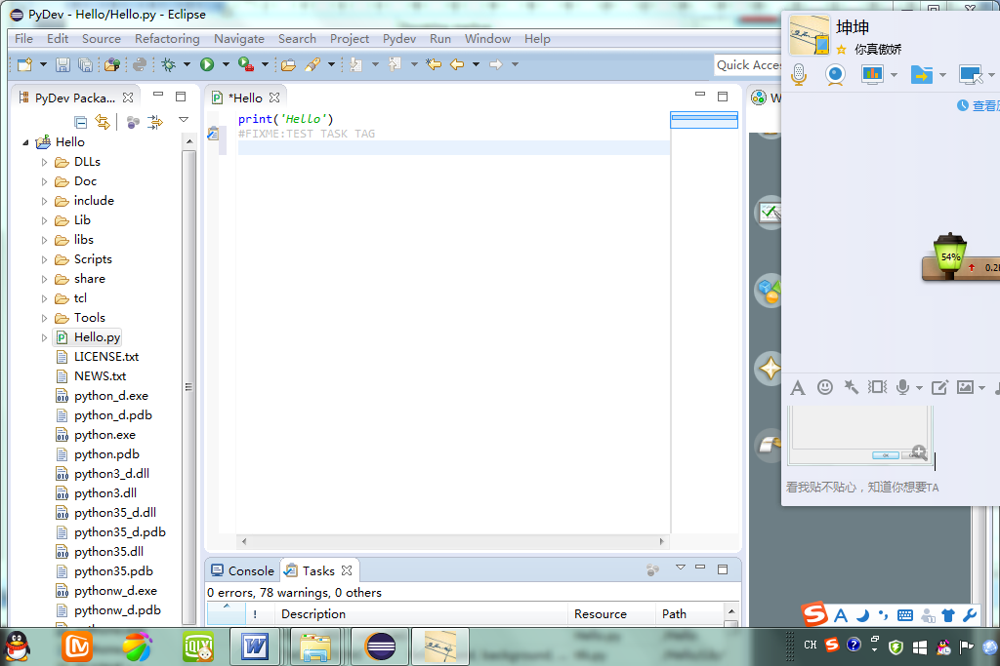 PyDev - Hello/Hello.py - Eclipse
File Edit Source Refactoring Navigate Search Project Pydev Run Window Help
Quick Acces
PyDev Packa...
*Hello
W
print('Hello')
#FIXME:TEST TASK TAG
Hello
DLLs
Doc
include
Lib
libs
Scripts
share
tcl
Tools
Hello.py
LICENSE.txt
NEWS.txt
python_d.exe
python_d.pdb
python.exe
python.pdb
python3_d.dll
python3.dll
python35_d.dll
python35_d.pdb
python35.dll
python35.pdb
pythonw_d.exe
pythonw_d.pdb
Console Tasks
0 errors, 78 warnings, 0 others
! Description Resource Path
坤坤
你真傲娇
查看
54%
0.2
OK
看我贴不贴心，知道你想要TA
CH